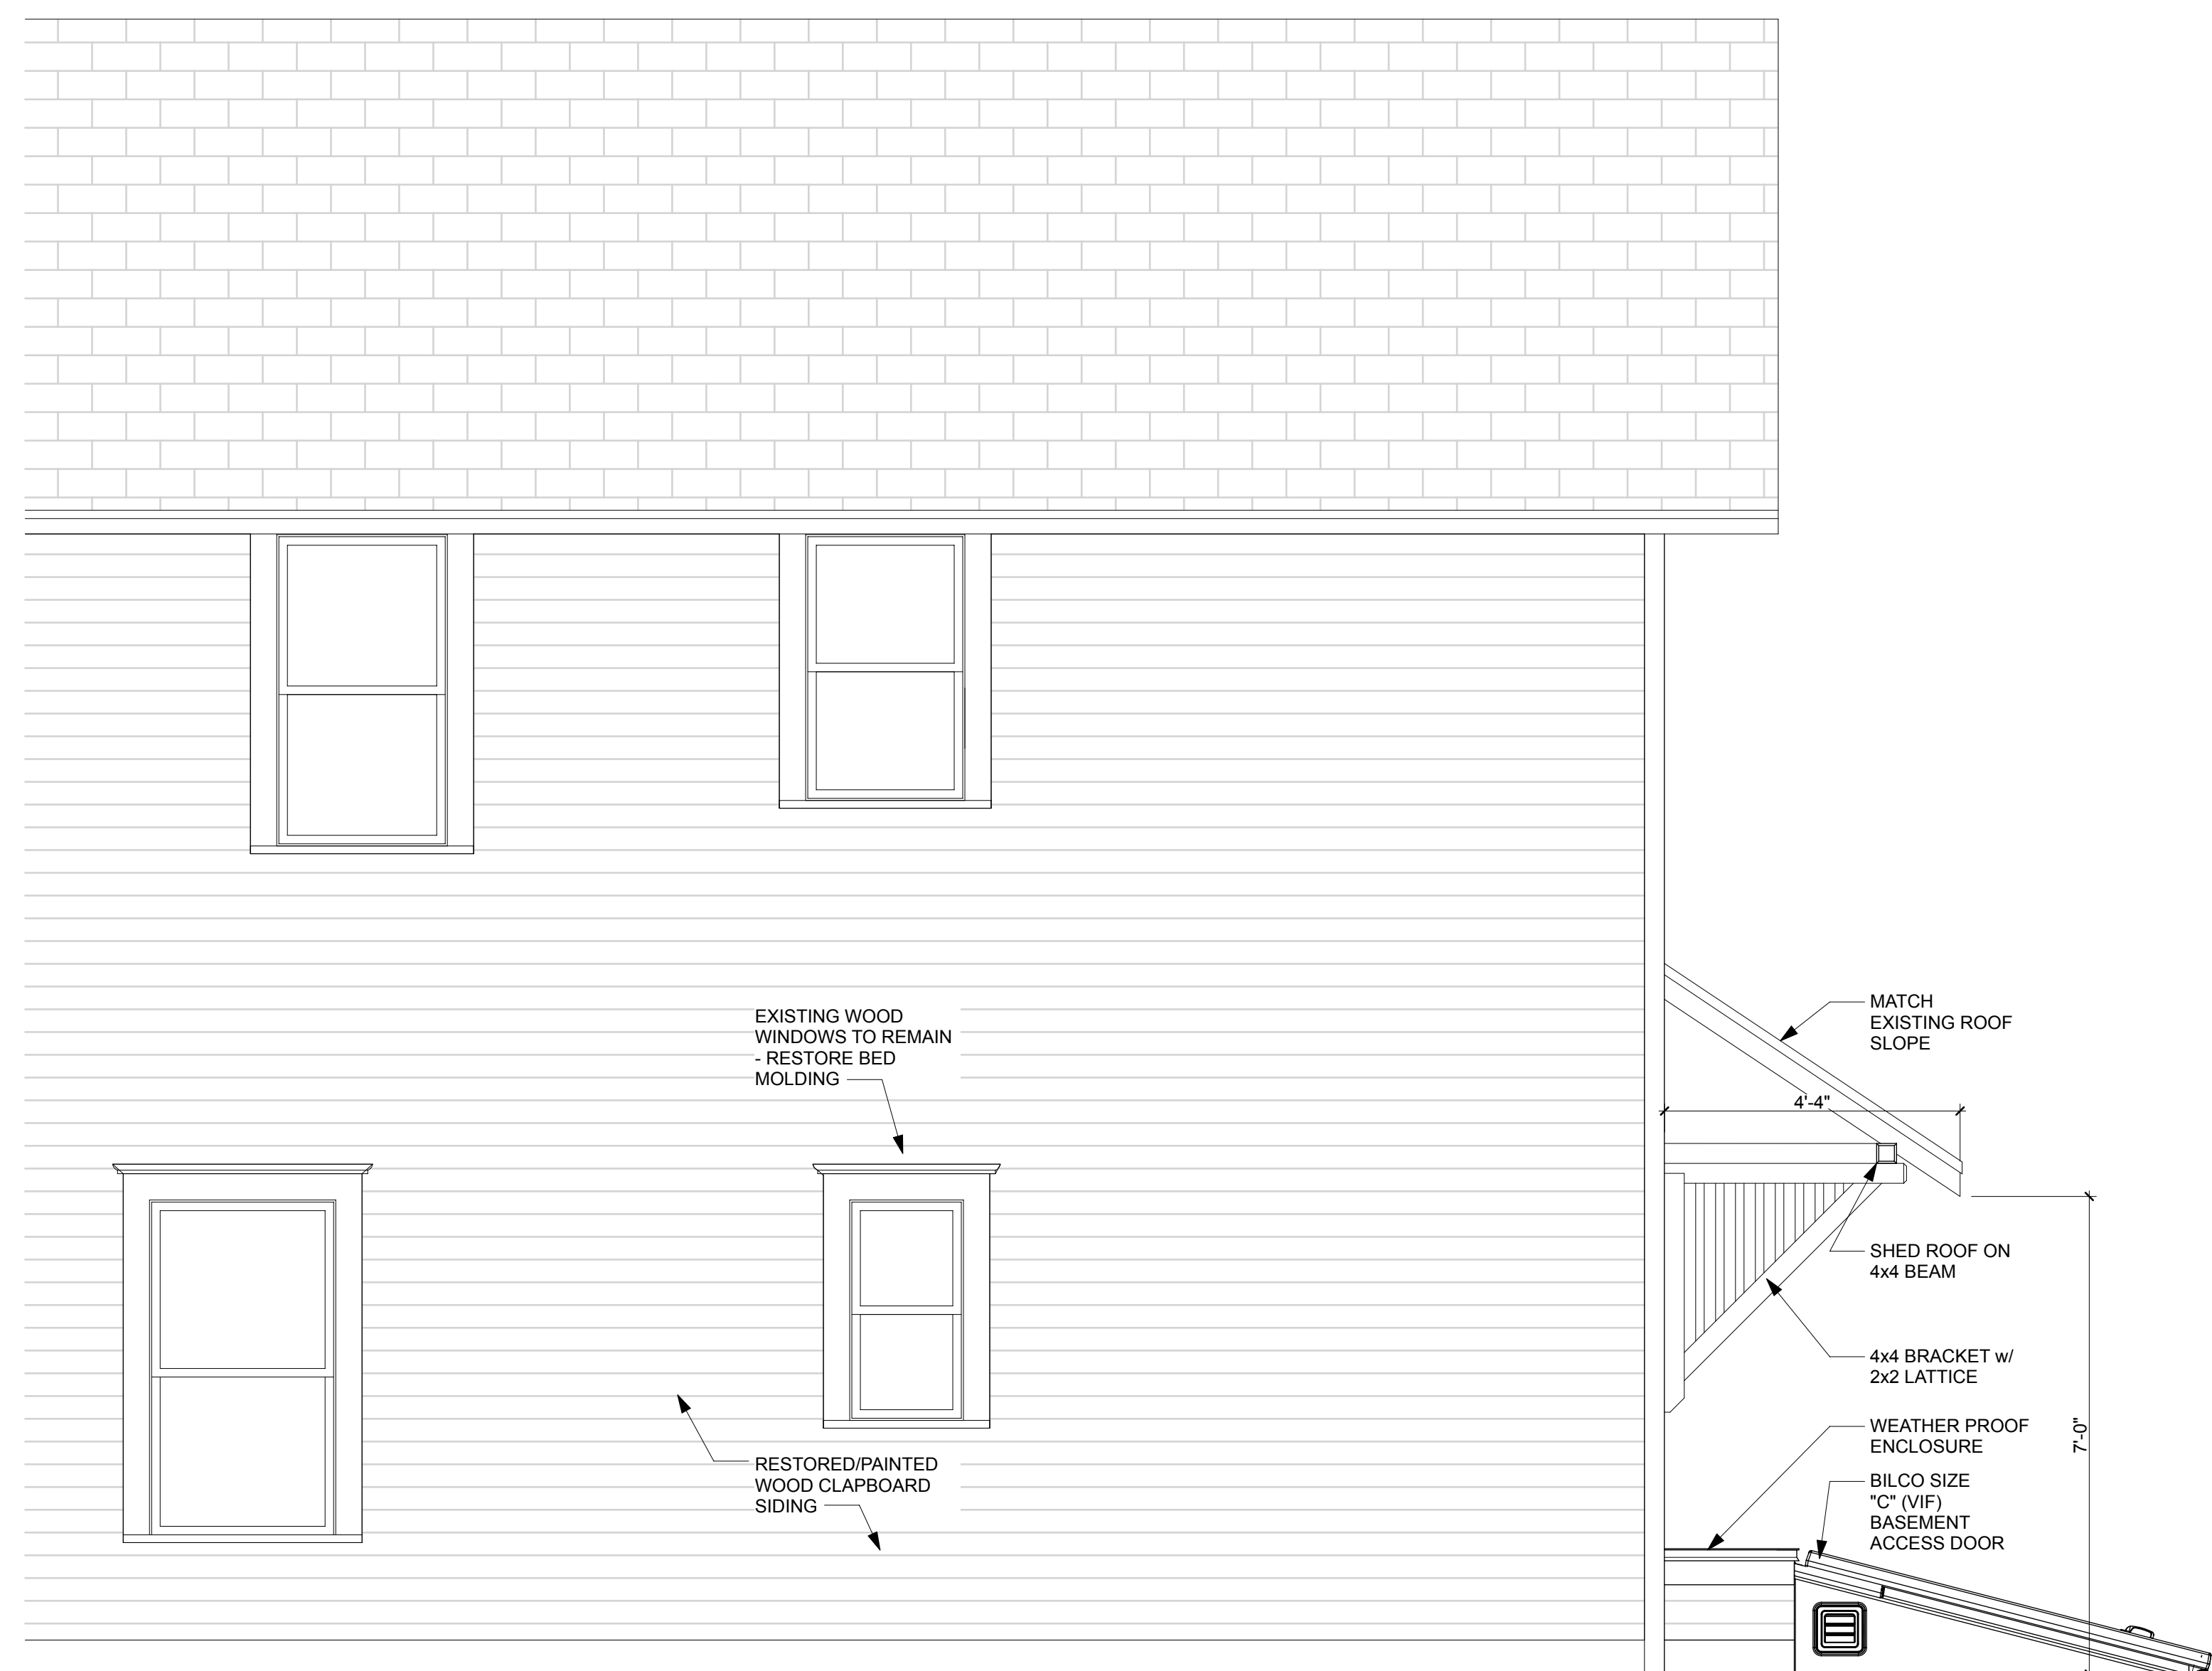 EXISTING WOOD
WINDOWS TO REMAIN
- RESTORE BED
MOLDING
RESTORED/PAINTED
WOOD CLAPBOARD
SIDING
MATCH
EXISTING ROOF
SLOPE
4'-4"
SHED ROOF ON
4x4 BEAM
4x4 BRACKET w/
2x2 LATTICE
7'-0"
WEATHER PROOF
ENCLOSURE
BILCO SIZE
"C" (VIF)
BASEMENT
ACCESS DOOR